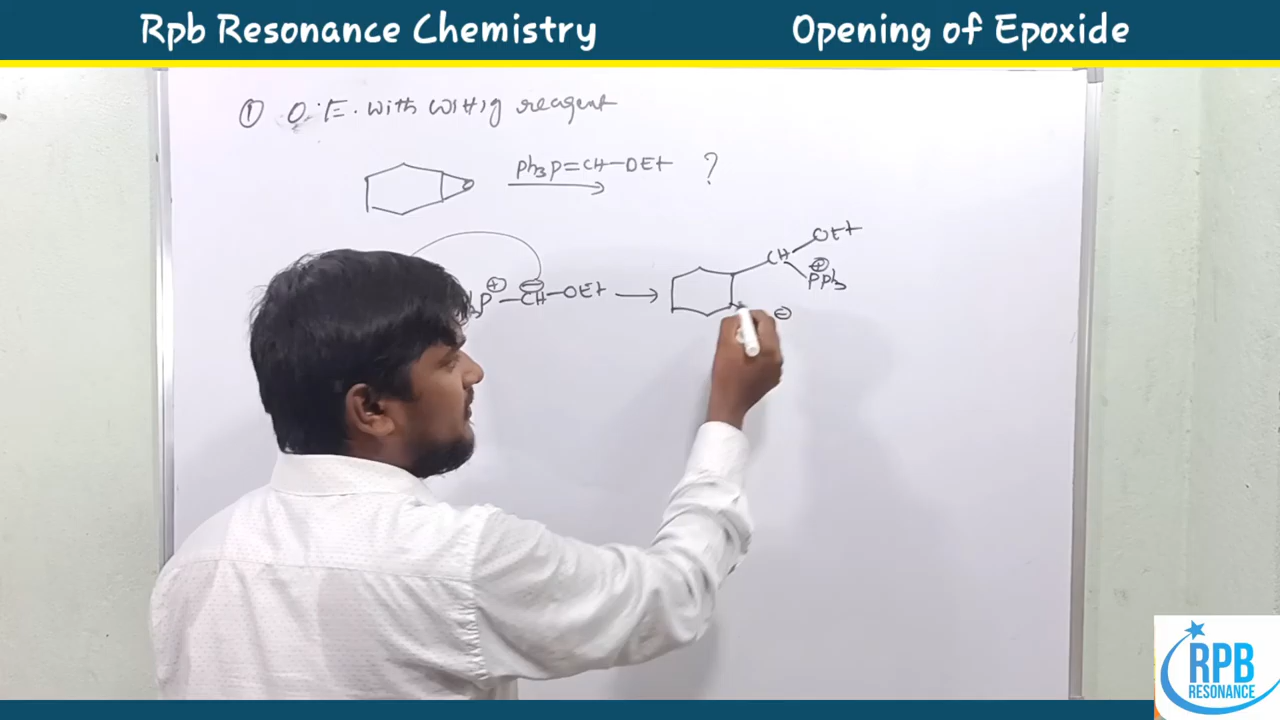 Rpb Resonance Chemistry
Opening of Epoxide
① O.E. with wittig reagent
Ph3P=CH-OEt ?
O
P⊕ - CH⊖ - OEt →
OEt
CH
⊕
PPh3
⊖
RPB
RESONANCE